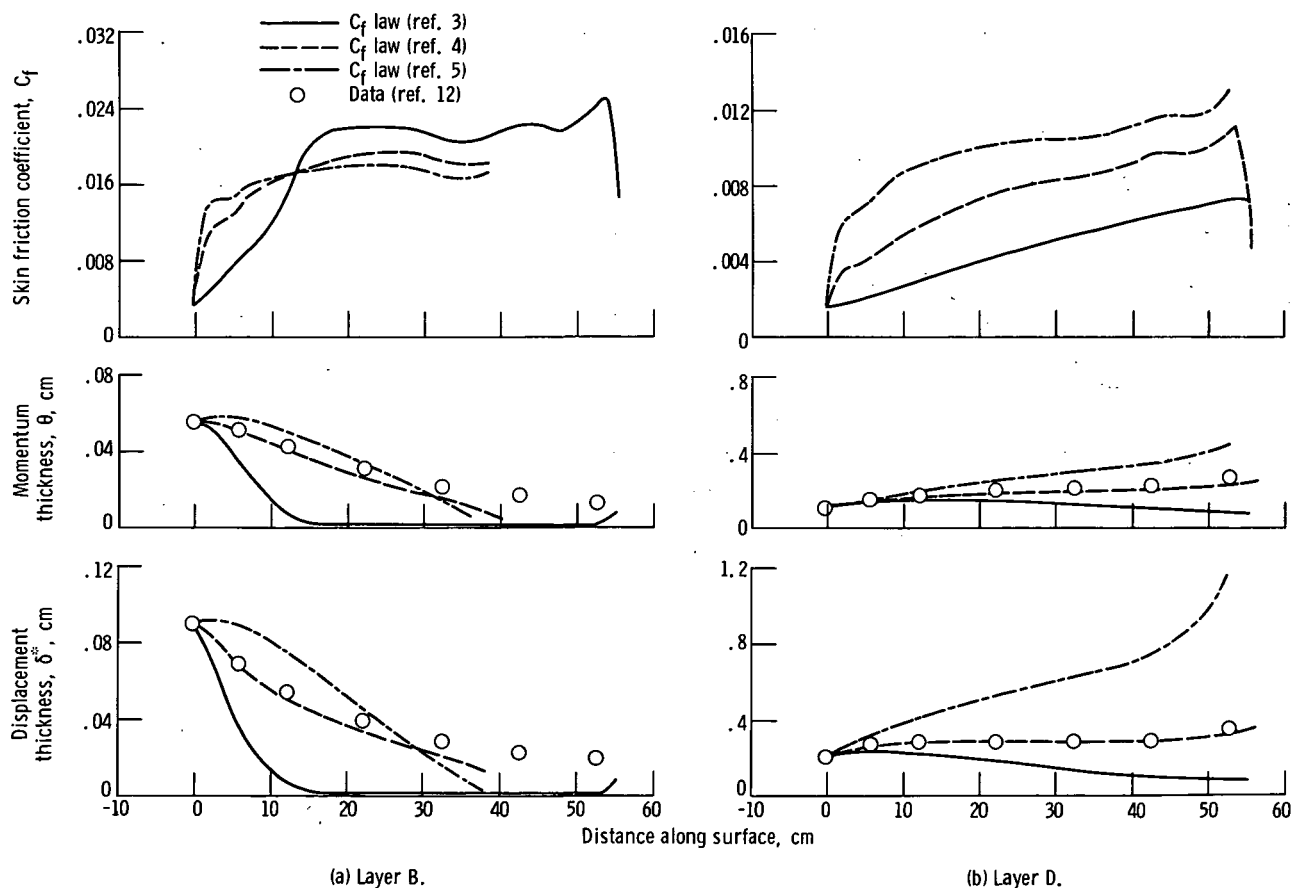 C_f law (ref. 3)
C_f law (ref. 4)
C_f law (ref. 5)
Data (ref. 12)
Skin friction coefficient, C_f
.032
.024
.016
.008
0
.016
.012
.008
.004
0
Momentum
thickness, θ, cm
.08
.04
0
.8
.4
0
Displacement
thickness, δ*, cm
.12
.08
.04
0
-10 0 10 20 30 40 50 60
1.2
.8
.4
0
-10 0 10 20 30 40 50 60
Distance along surface, cm
(a) Layer B.
(b) Layer D.